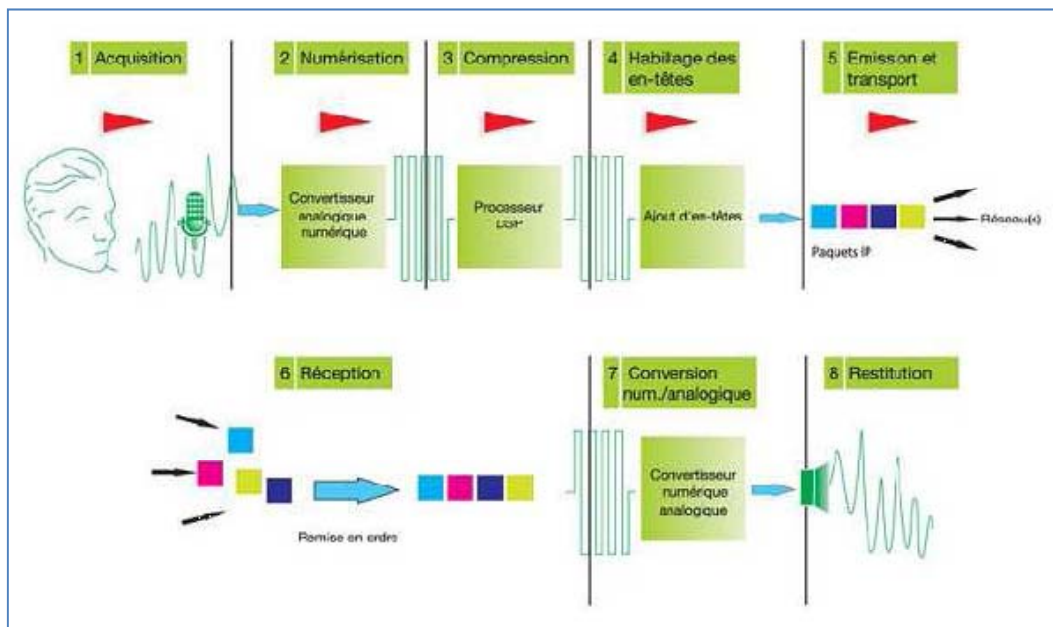 1 Acquisition
2 Numérisation
3 Compression
4 Habillage des
en-têtes
5 Emission et
transport
Convertisseur
analogique
numérique
Processeur
DSP
Ajout d'en-têtes
Paquets IP
Réseau(x)
6 Réception
7 Conversion
num./analogique
8 Restitution
Remise en ordre
Convertisseur
numérique
analogique